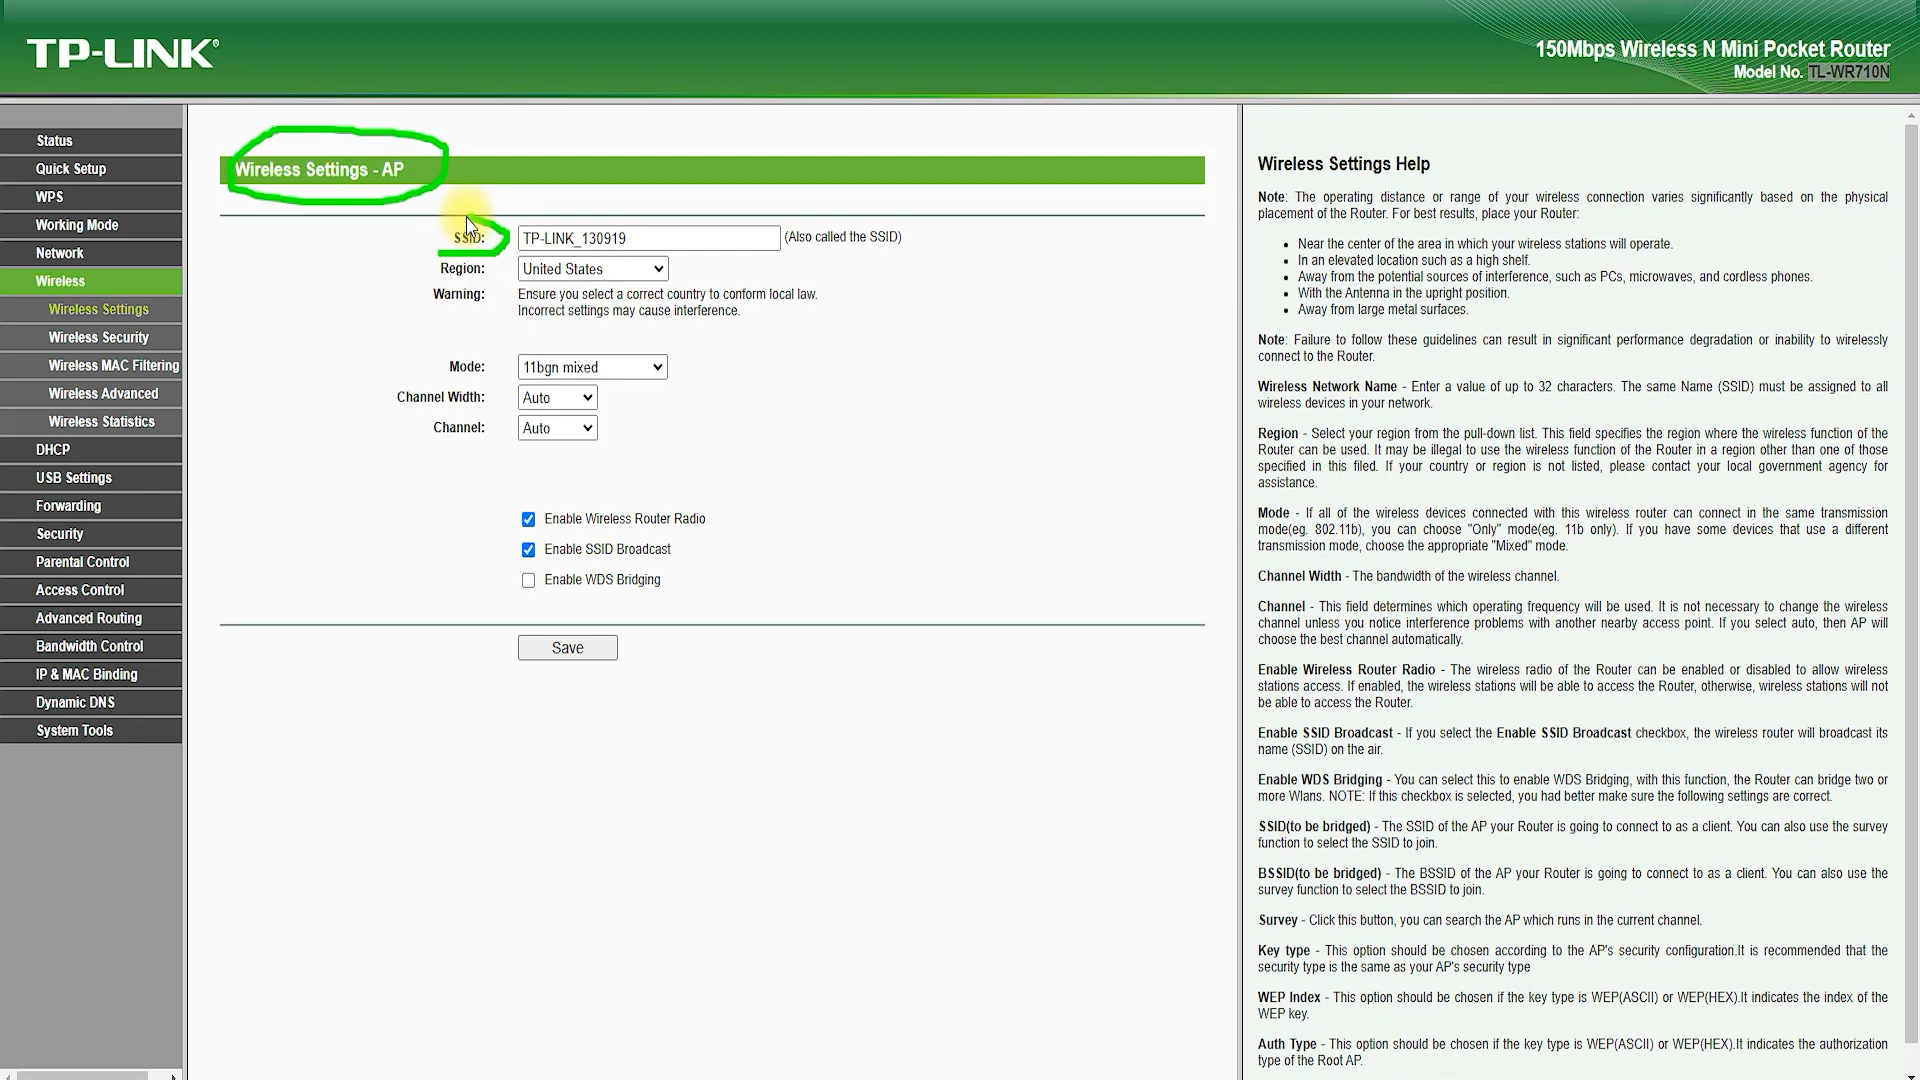 TP-LINK®
150Mbps Wireless N Mini Pocket Router
Model No. TL-WR710N
Status
Quick Setup
WPS
Working Mode
Network
Wireless
Wireless Settings
Wireless Security
Wireless MAC Filtering
Wireless Advanced
Wireless Statistics
DHCP
USB Settings
Forwarding
Security
Parental Control
Access Control
Advanced Routing
Bandwidth Control
IP & MAC Binding
Dynamic DNS
System Tools
Wireless Settings - AP
SSID: TP-LINK_130919 (Also called the SSID)
Region: United States
Warning: Ensure you select a correct country to conform local law.
Incorrect settings may cause interference.
Mode: 11bgn mixed
Channel Width: Auto
Channel: Auto
Enable Wireless Router Radio
Enable SSID Broadcast
Enable WDS Bridging
Save
Wireless Settings Help
Note: The operating distance or range of your wireless connection varies significantly based on the physical
placement of the Router. For best results, place your Router:
• Near the center of the area in which your wireless stations will operate.
• In an elevated location such as a high shelf.
• Away from the potential sources of interference, such as PCs, microwaves, and cordless phones.
• With the Antenna in the upright position.
• Away from large metal surfaces.
Note: Failure to follow these guidelines can result in significant performance degradation or inability to wirelessly
connect to the Router.
Wireless Network Name - Enter a value of up to 32 characters. The same Name (SSID) must be assigned to all
wireless devices in your network.
Region - Select your region from the pull-down list. This field specifies the region where the wireless function of the
Router can be used. It may be illegal to use the wireless function of the Router in a region other than one of those
specified in this filed. If your country or region is not listed, please contact your local government agency for
assistance.
Mode - If all of the wireless devices connected with this wireless router can connect in the same transmission
mode(eg. 802.11b), you can choose "Only" mode(eg. 11b only). If you have some devices that use a different
transmission mode, choose the appropriate "Mixed" mode.
Channel Width - The bandwidth of the wireless channel.
Channel - This field determines which operating frequency will be used. It is not necessary to change the wireless
channel unless you notice interference problems with another nearby access point. If you select auto, then AP will
choose the best channel automatically.
Enable Wireless Router Radio - The wireless radio of the Router can be enabled or disabled to allow wireless
stations access. If enabled, the wireless stations will be able to access the Router, otherwise, wireless stations will not
be able to access the Router.
Enable SSID Broadcast - If you select the Enable SSID Broadcast checkbox, the wireless router will broadcast its
name (SSID) on the air.
Enable WDS Bridging - You can select this to enable WDS Bridging, with this function, the Router can bridge two or
more Wlans. NOTE: If this checkbox is selected, you had better make sure the following settings are correct.
SSID(to be bridged) - The SSID of the AP your Router is going to connect to as a client. You can also use the survey
function to select the SSID to join.
BSSID(to be bridged) - The BSSID of the AP your Router is going to connect to as a client. You can also use the
survey function to select the BSSID to join.
Survey - Click this button, you can search the AP which runs in the current channel.
Key type - This option should be chosen according to the AP's security configuration.It is recommended that the
security type is the same as your AP's security type
WEP Index - This option should be chosen if the key type is WEP(ASCII) or WEP(HEX).It indicates the index of the
WEP key.
Auth Type - This option should be chosen if the key type is WEP(ASCII) or WEP(HEX).It indicates the authorization
type of the Root AP.